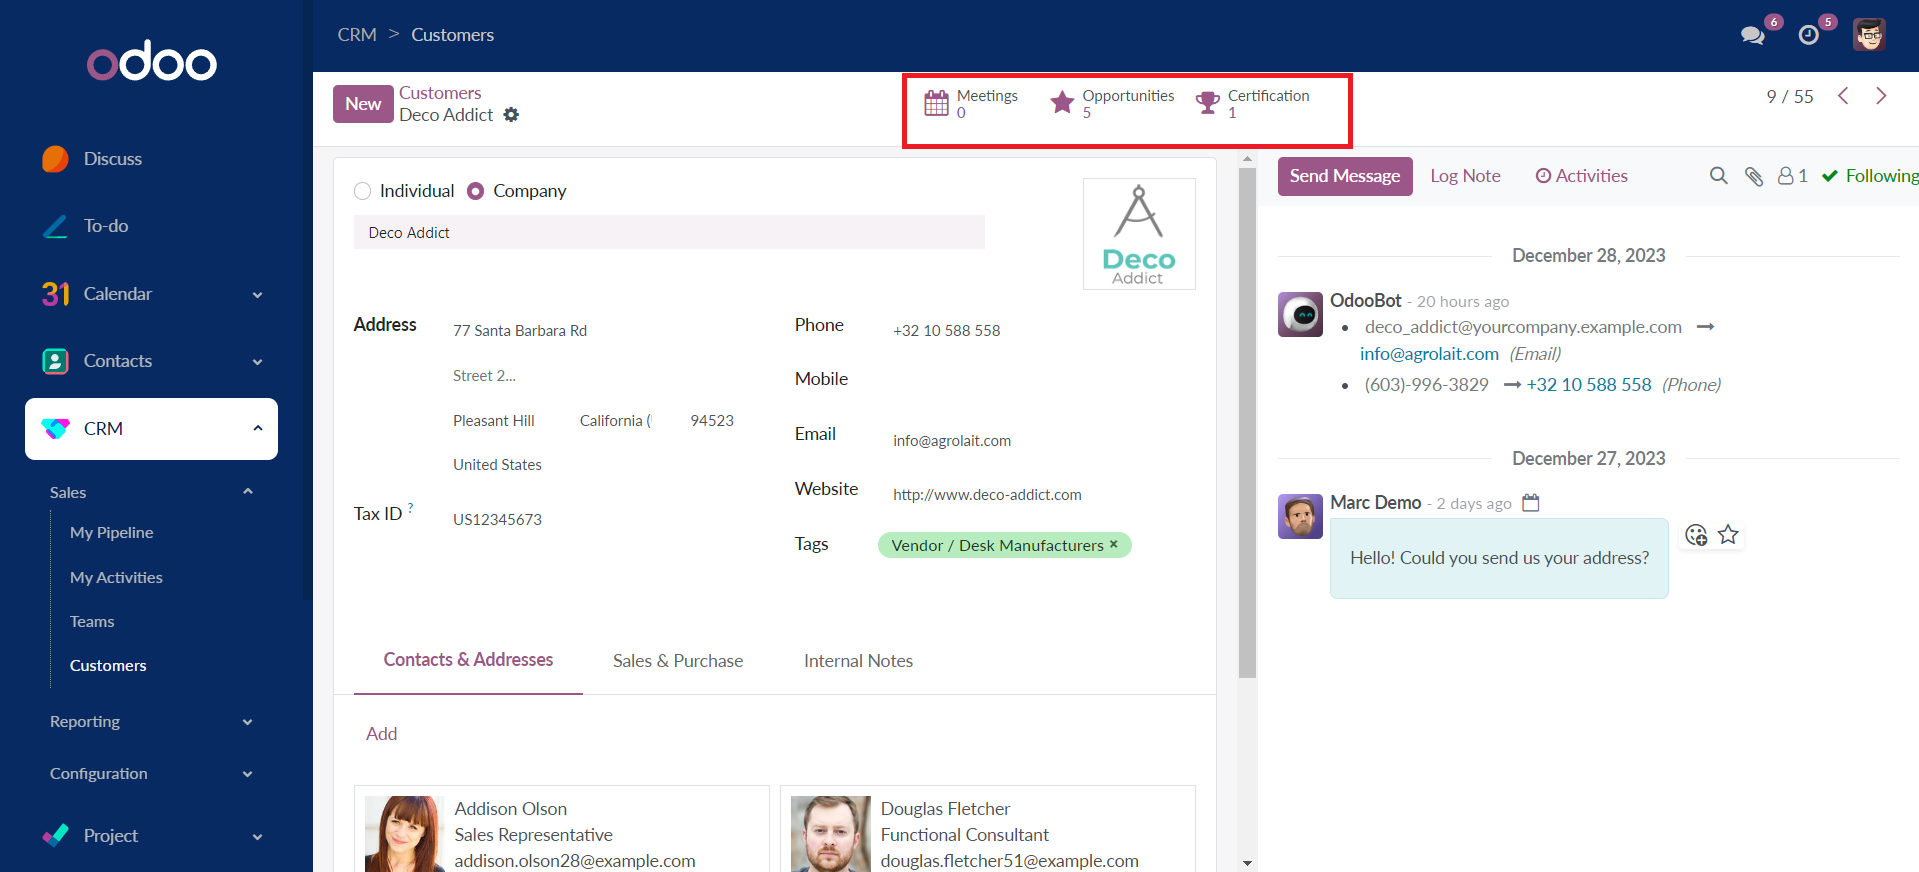 odoo
Discuss
To-do
31 Calendar
Contacts
CRM
Sales
My Pipeline
My Activities
Teams
Customers
Reporting
Configuration
Project
CRM > Customers
6
5
New
Customers
Deco Addict
Meetings
0
Opportunities
5
Certification
1
9 / 55
Individual Company
Deco Addict
Deco
Addict
Address
77 Santa Barbara Rd
Street 2...
Pleasant Hill California ( 94523
United States
Tax ID ?
US12345673
Phone +32 10 588 558
Mobile
Email info@agrolait.com
Website http://www.deco-addict.com
Tags Vendor / Desk Manufacturers ×
Contacts & Addresses Sales & Purchase Internal Notes
Add
Addison Olson
Sales Representative
addison.olson28@example.com
Douglas Fletcher
Functional Consultant
douglas.fletcher51@example.com
Send Message Log Note Activities 1 Following
December 28, 2023
OdooBot - 20 hours ago
• deco_addict@yourcompany.example.com →
info@agrolait.com (Email)
• (603)-996-3829 → +32 10 588 558 (Phone)
December 27, 2023
Marc Demo - 2 days ago
Hello! Could you send us your address?